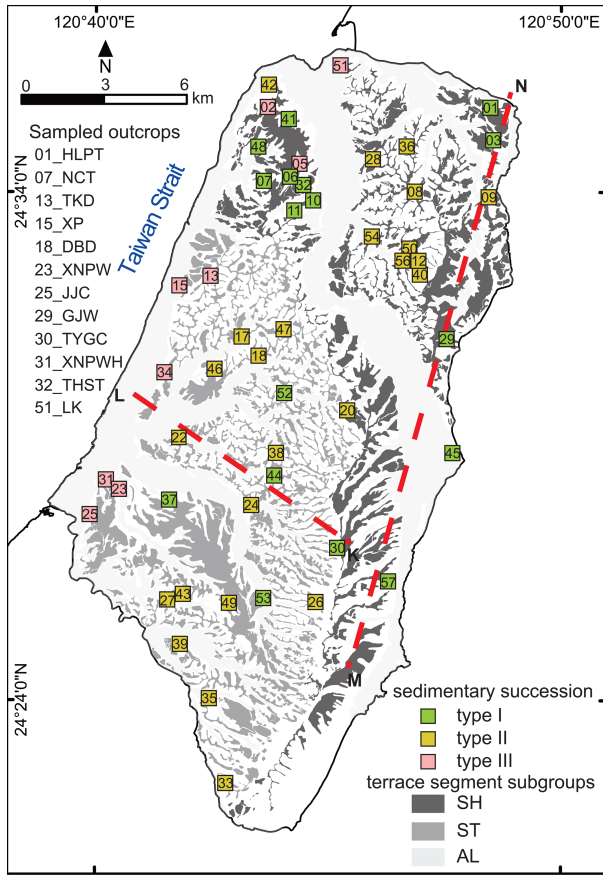 120°40'0"E
120°50'0"E
N
0 3 6
km
Sampled outcrops
01_HLPT
07_NCT
13_TKD
15_XP
18_DBD
23_XNPW
25_JJC
29_GJW
30_TYGC
31_XNPWH
32_THST
51_LK
Taiwan Strait
24°34'0"N
24°24'0"N
51
42
02
41
48
05
07
06
32
10
11
28
36
08
01
03
09
N
54
50
56
12
40
13
15
47
17
18
46
34
29
L
52
20
22
38
44
45
31
23
25
37
24
30
K
57
27
43
49
53
26
39
M
35
33
sedimentary succession
type I
type II
type III
terrace segment subgroups
SH
ST
AL